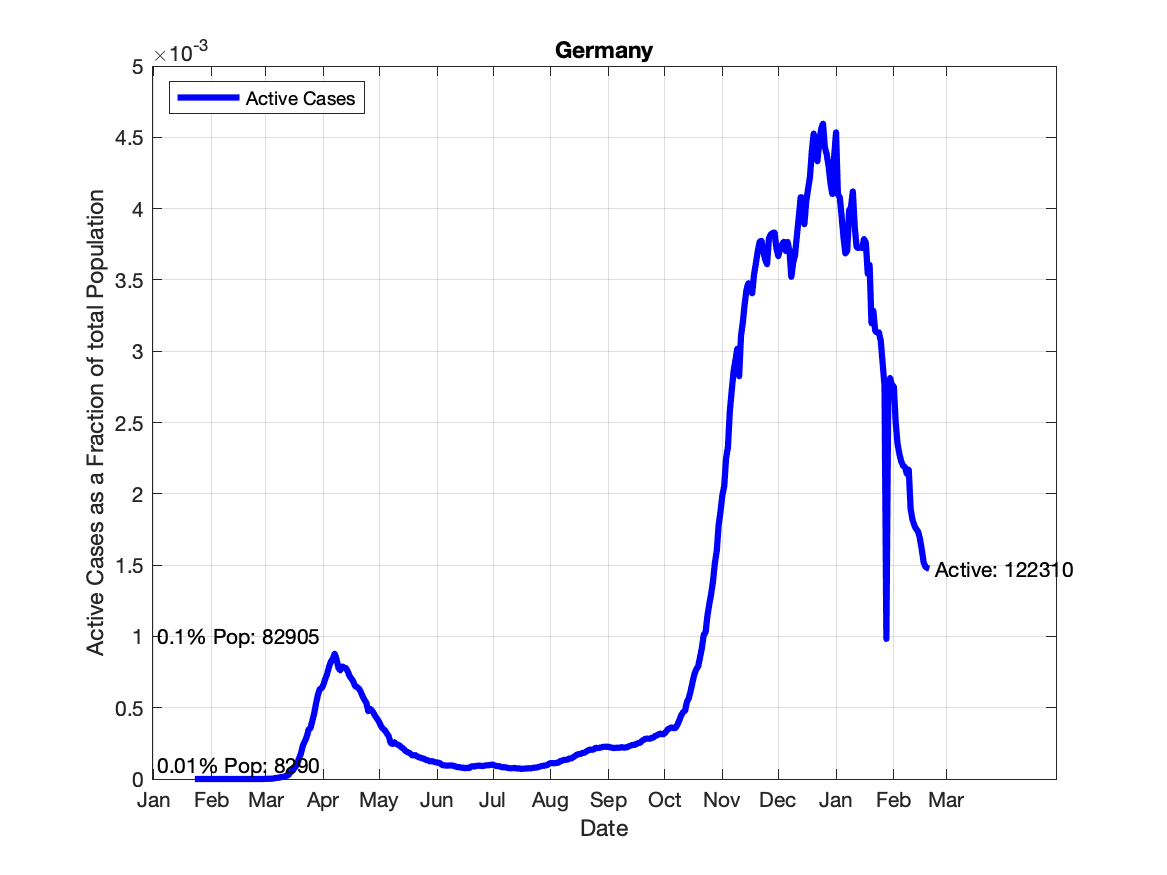 Germany
×10-3
5
4.5
4
3.5
3
2.5
2
1.5
1
0.5
0
Active Cases as a Fraction of total Population
Active Cases
0.1% Pop: 82905
0.01% Pop: 8290
Active: 122310
Jan Feb Mar Apr May Jun Jul Aug Sep Oct Nov Dec Jan Feb Mar
Date